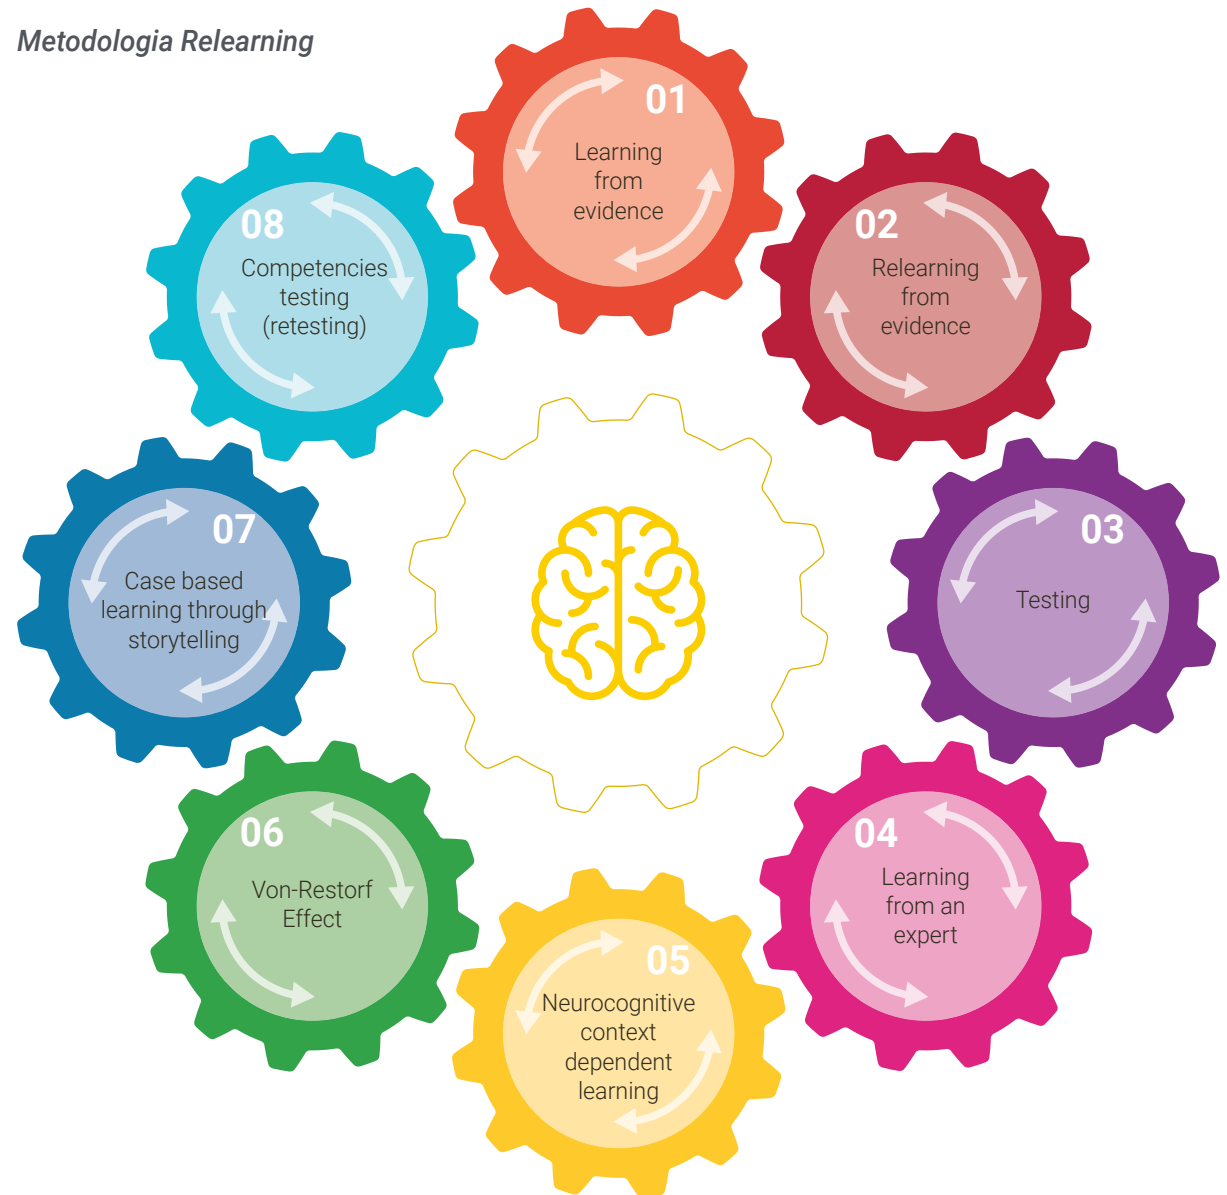 Metodologia Relearning
01
Learning
from
evidence
02
Relearning
from
evidence
03
Testing
04
Learning
from an
expert
05
Neurocognitive
context
dependent
learning
06
Von-Restorf
Effect
07
Case based
learning through
storytelling
08
Competencies
testing
(retesting)